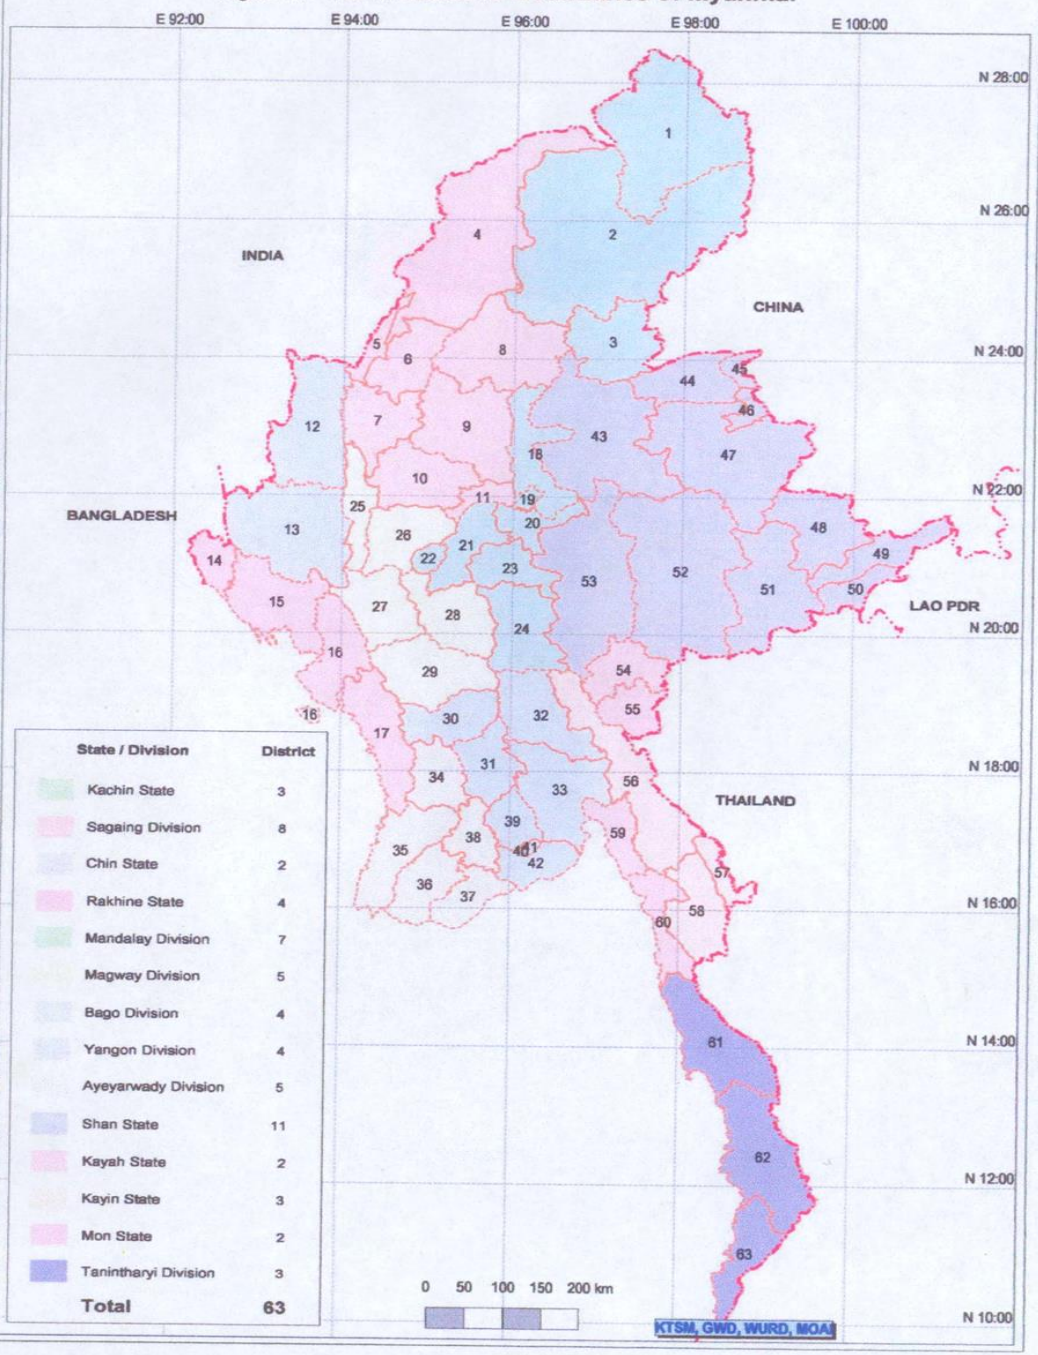 E 92:00 E 94:00 E 96:00 E 98:00 E 100:00
N 28:00
1
N 26:00
4 2
INDIA
CHINA
3
5 8
N 24:00
6 44 45
46
12 7 9 43
18 47
10
N 22:00
25 11 19
BANGLADESH
13 26 20 48
21
14 22 23 49
53 52 51 50
15 27 28 LAO PDR
24 N 20:00
16
29 54
16 30 32 55
17
State / Division District
31 N 18:00
34 33 56 THAILAND
Kachin State 3
39 59
Sagaing Division 8
35 38 40 41
42
Chin State 2
36 37 57
Rakhine State 4
58 N 16:00
60
Mandalay Division 7
Magway Division 5
Bago Division 4
61 N 14:00
Yangon Division 4
Ayeyarwady Division 5
Shan State 11
62
Kayah State 2
N 12:00
Kayin State 3
Mon State 2
63
Tanintharyi Division 3
0 50 100 150 200 km
Total 63
N 10:00
KTSM, GWD, WURD, MOAI